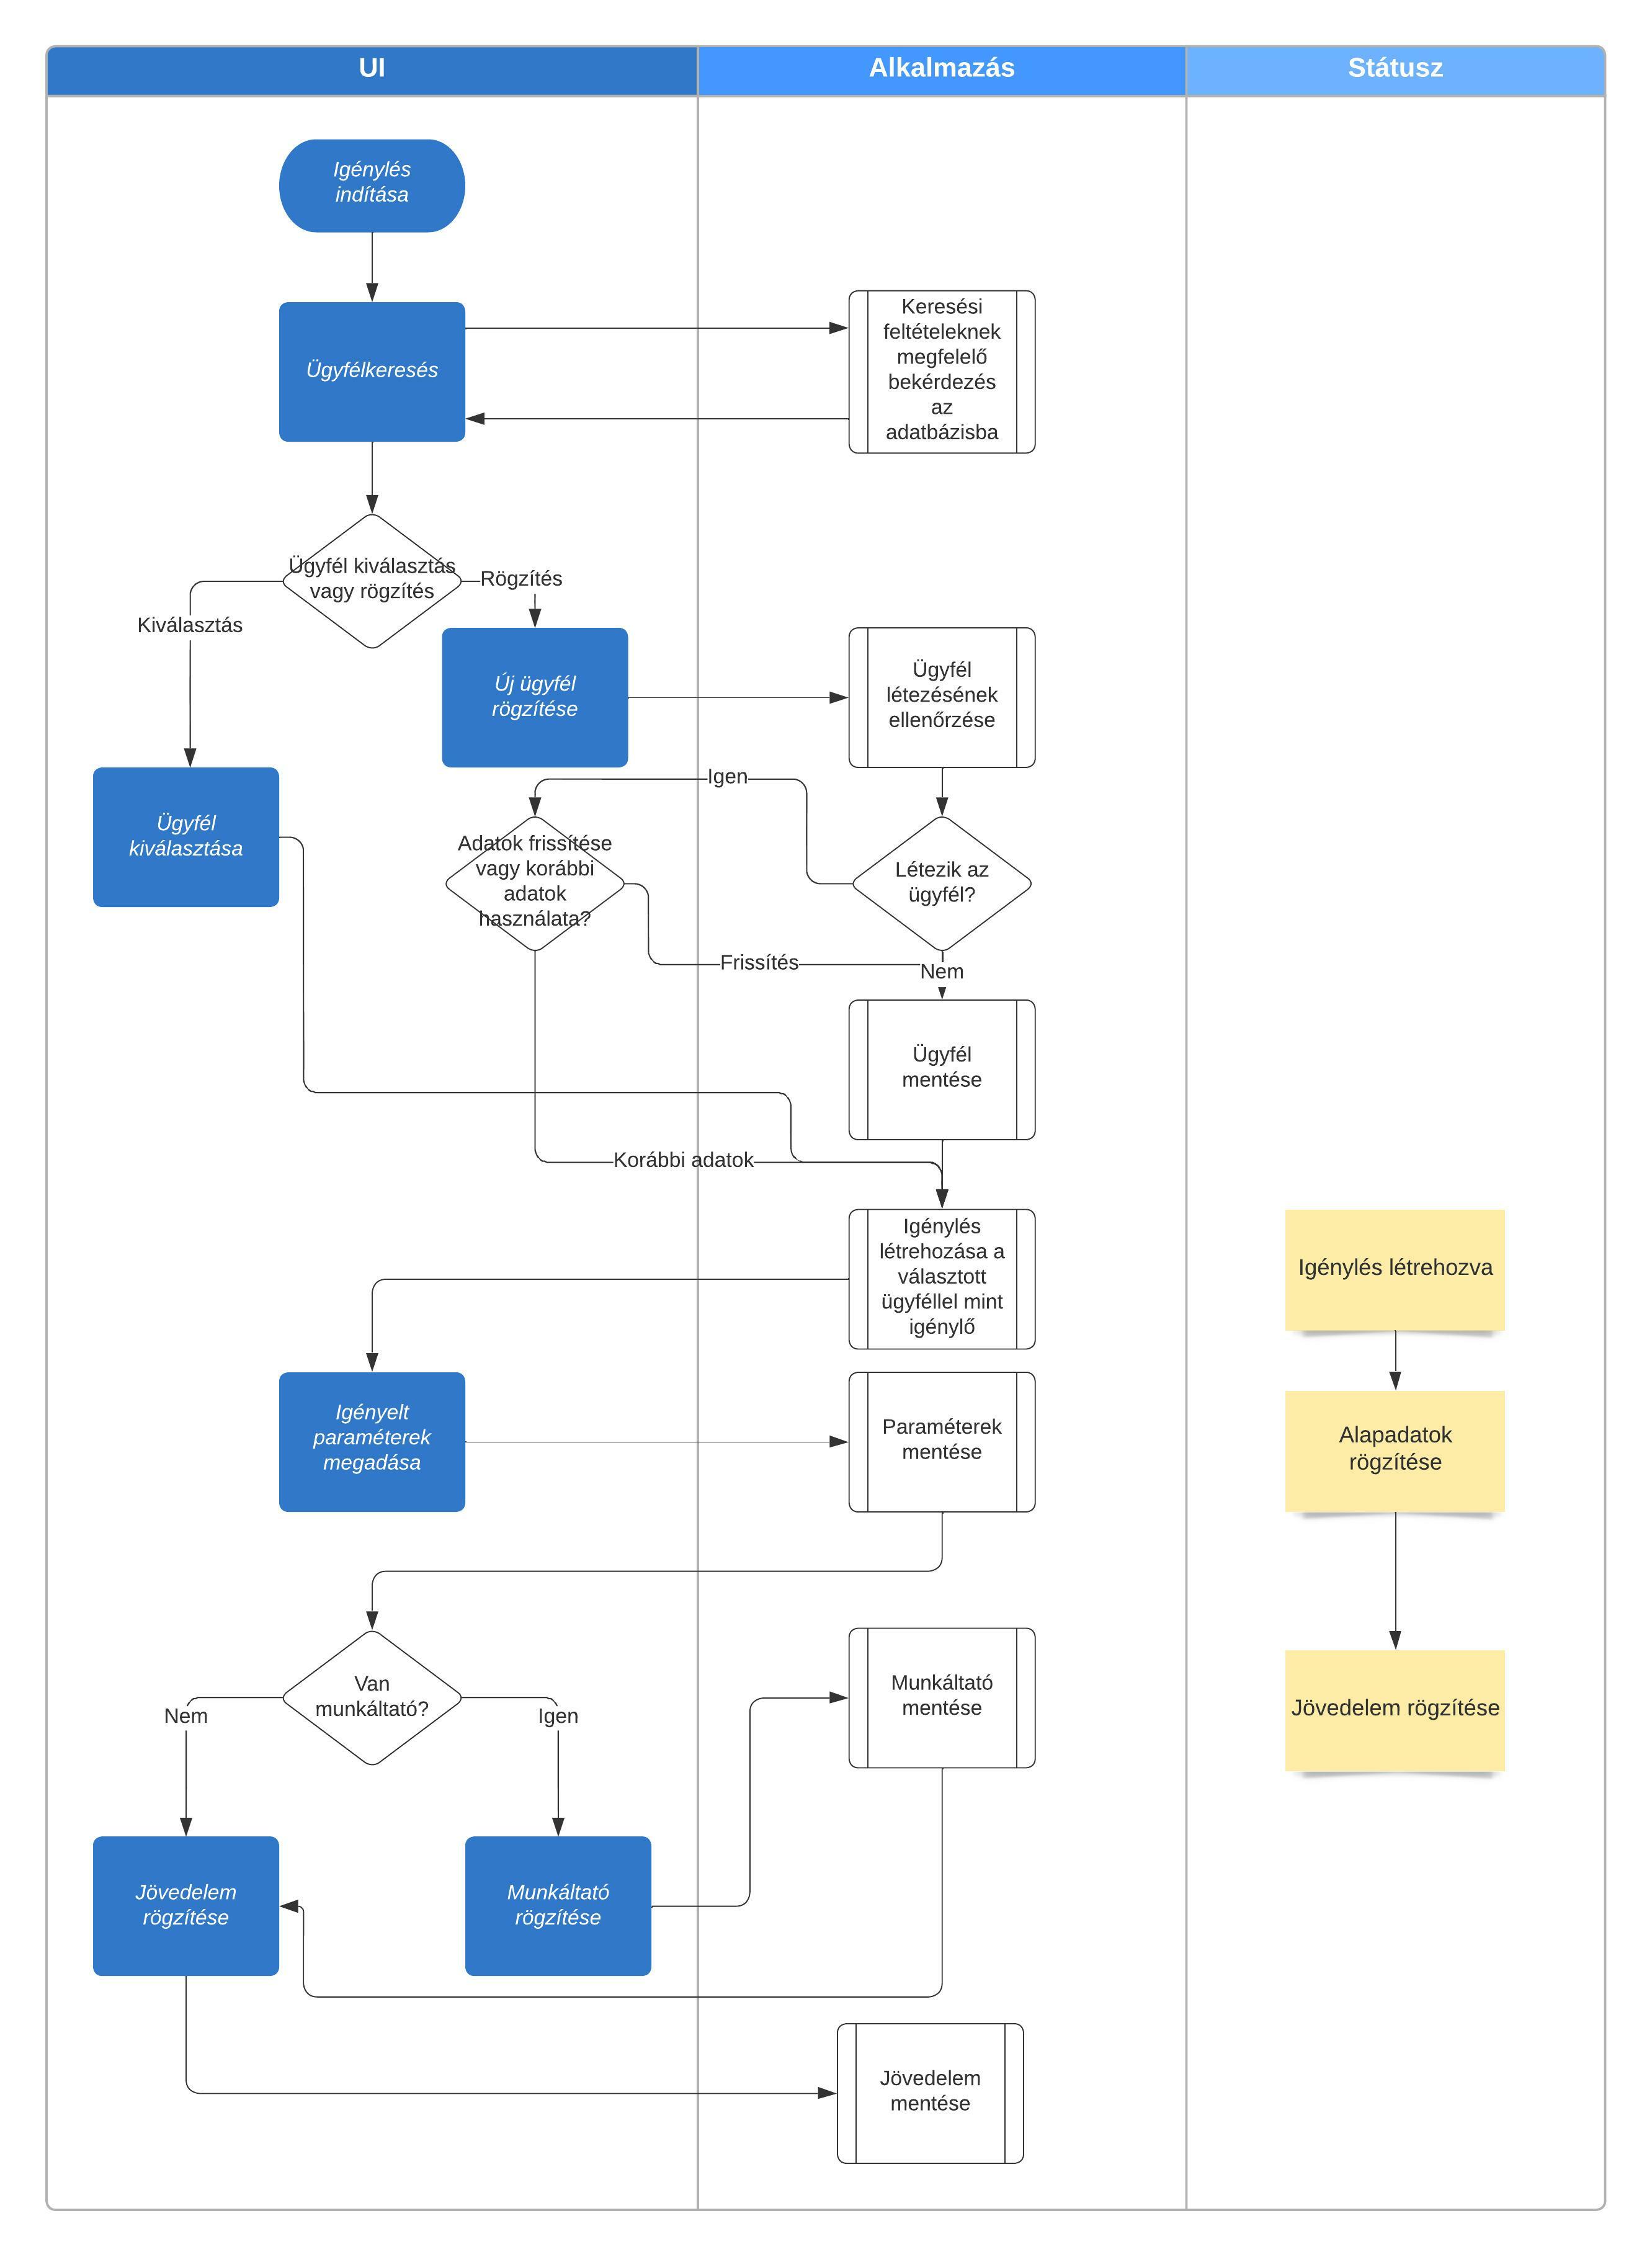 UI
Alkalmazás
Státusz
Igénylés
indítása
Ügyfélkeresés
Keresési
feltételeknek
megfelelő
bekérdezés
az
adatbázisba
Ügyfél kiválasztás
vagy rögzítés
Rögzítés
Kiválasztás
Új ügyfél
rögzítése
Ügyfél
létezésének
ellenőrzése
Igen
Ügyfél
kiválasztása
Adatok frissítése
vagy korábbi
adatok
használata?
Létezik az
ügyfél?
Frissítés
Nem
Ügyfél
mentése
Korábbi adatok
Igénylés
létrehozása a
választott
ügyféllel mint
igénylő
Igénylés létrehozva
Igényelt
paraméterek
megadása
Paraméterek
mentése
Alapadatok
rögzítése
Van
munkáltató?
Nem
Igen
Munkáltató
mentése
Jövedelem rögzítése
Jövedelem
rögzítése
Munkáltató
rögzítése
Jövedelem
mentése